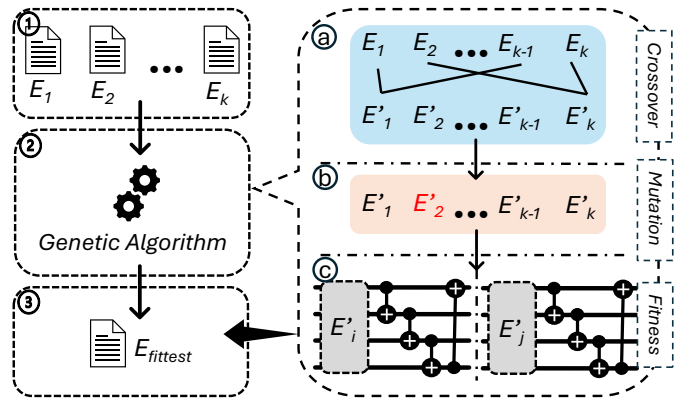 1
E1 E2 ... Ek
2
Genetic Algorithm
3
Efittest
a
E1 E2 ... Ek-1 Ek
E'1 E'2 ... E'k-1 E'k
Crossover
b
E'1 E'2 ... E'k-1 E'k
Mutation
c
E'i E'j
Fitness